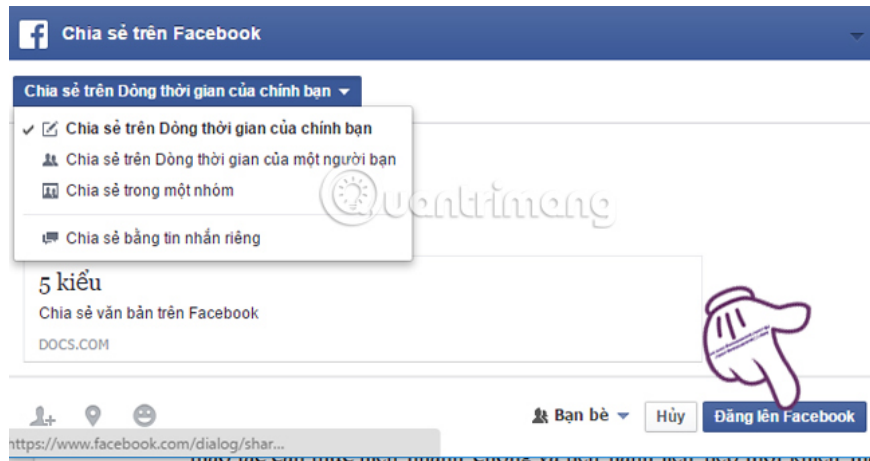 f Chia sẻ trên Facebook
Chia sẻ trên Dòng thời gian của chính bạn
Chia sẻ trên Dòng thời gian của chính bạn
Chia sẻ trên Dòng thời gian của một người bạn
Chia sẻ trong một nhóm
Quantrimang
Chia sẻ bằng tin nhắn riêng
5 kiểu
Chia sẻ văn bản trên Facebook
DOCS.COM
Bạn bè Hủy Đăng lên Facebook
https://www.facebook.com/dialog/shar...